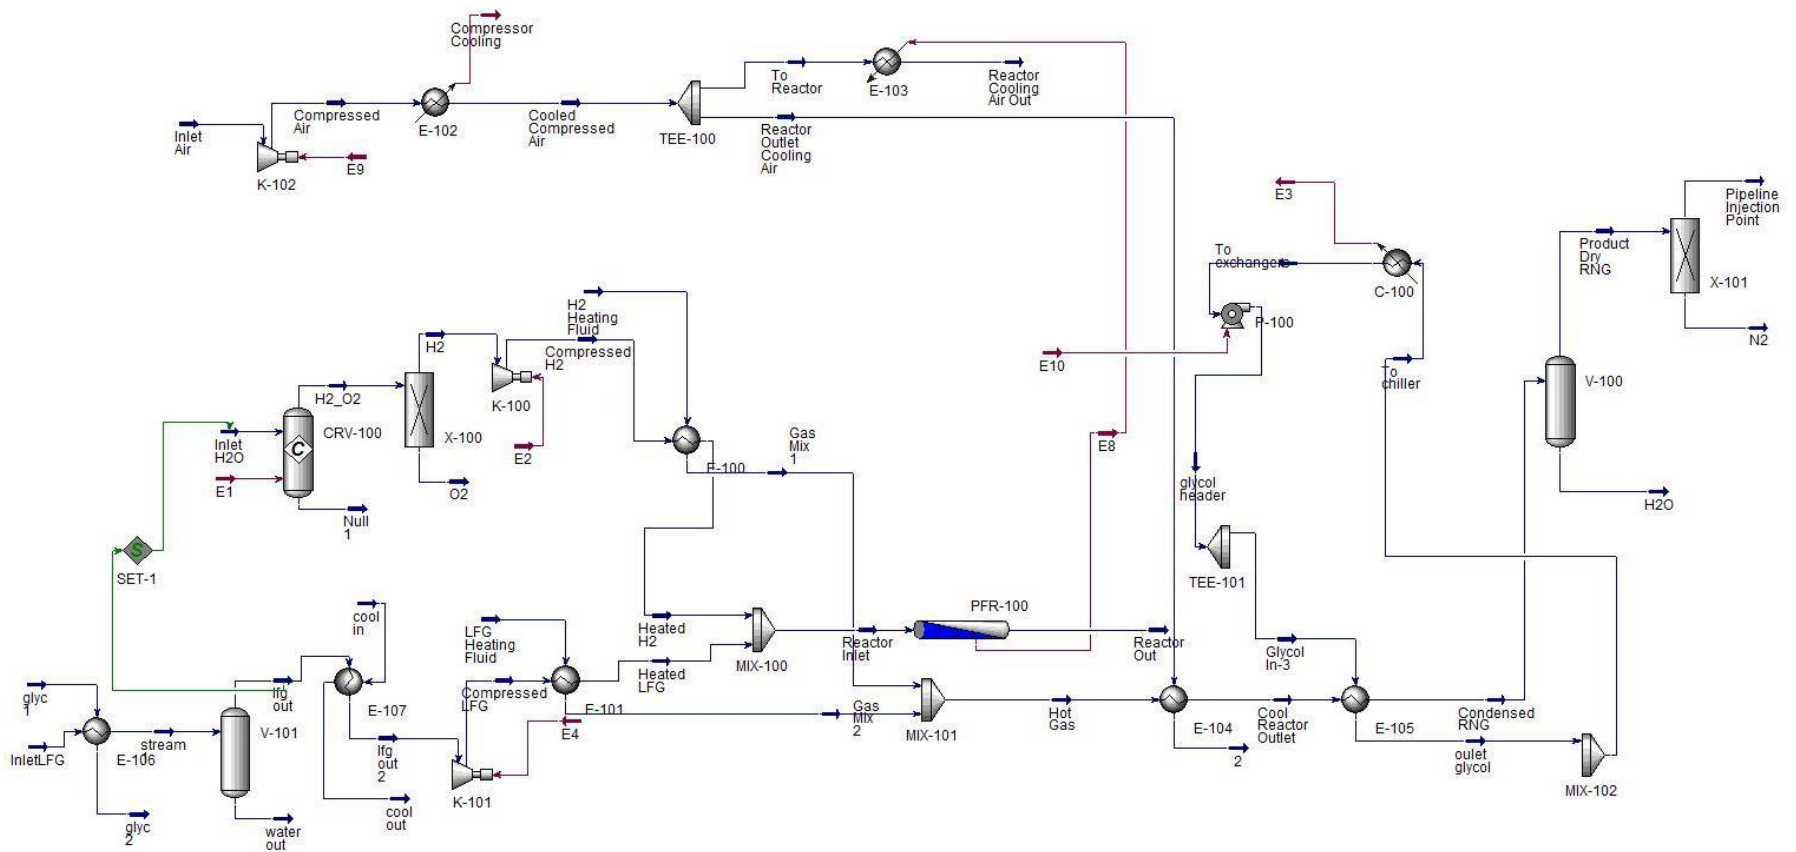 Compressor
Cooling
To
Reactor
E-103
Reactor
Cooling
Air Out
Inlet
Air
Compressed
Air
E-102
Cooled
Compressed
Air
TEE-100
Reactor
Outlet
Cooling
Air
K-102
E9
E3
To
exchangers
C-100
P-100
E10
To
chiller
Product
Dry
RNG
Pipeline
Injection
Point
X-101
N2
V-100
H2O
H2
Heating
Fluid
H2
Compressed
H2
K-100
E2
H2_O2
X-100
O2
Inlet
H2O
CRV-100
E1
Null
1
E-100
Gas
Mix
1
E8
glycol
header
TEE-101
SET-1
cool
in
LFG
Heating
Fluid
Heated
H2
MIX-100
Reactor
Inlet
PFR-100
Reactor
Out
Glycol
In-3
glyc
1
InletLFG
E-106
stream
1
glyc
2
lfg
out
V-101
water
out
E-107
lfg
out
2
cool
out
Compressed
LFG
K-101
E-101
E4
Heated
LFG
Gas
Mix
2
MIX-101
Hot
Gas
E-104
2
Cool
Reactor
Outlet
E-105
Condensed
RNG
oulet
glycol
MIX-102